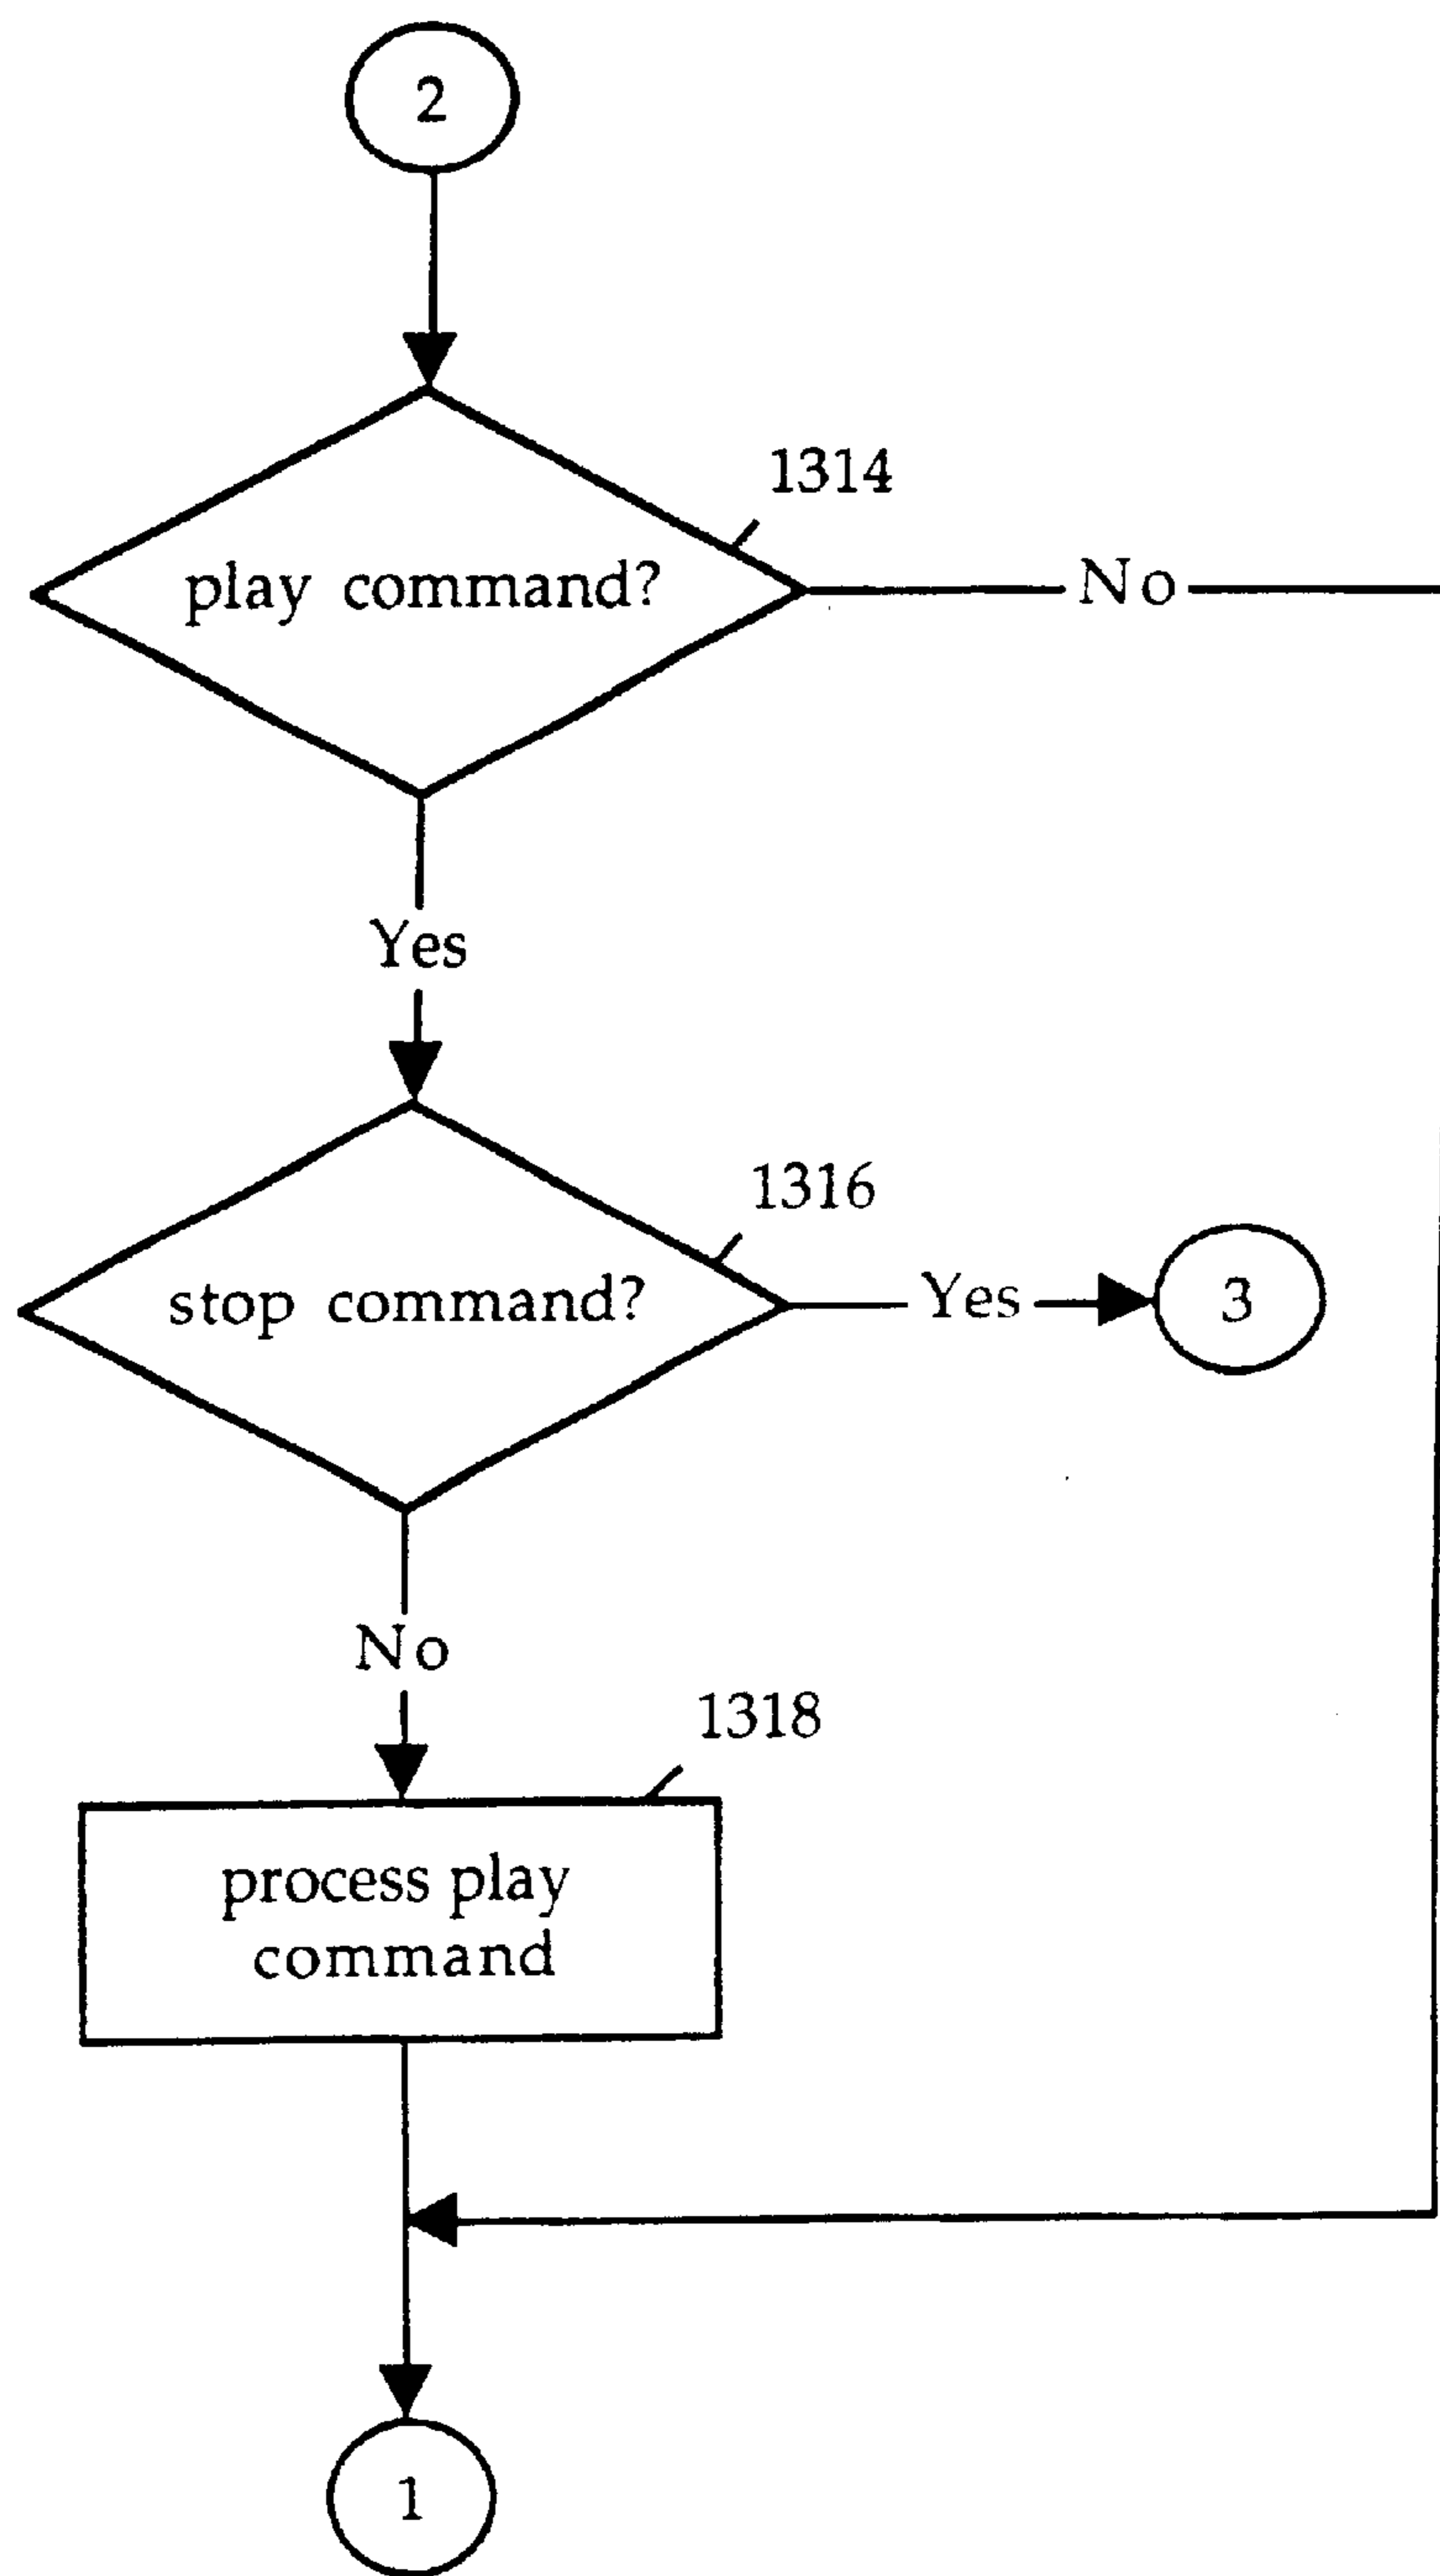 2
1314
play command?
No
Yes
1316
stop command?
Yes
3
No
1318
process play
command
1